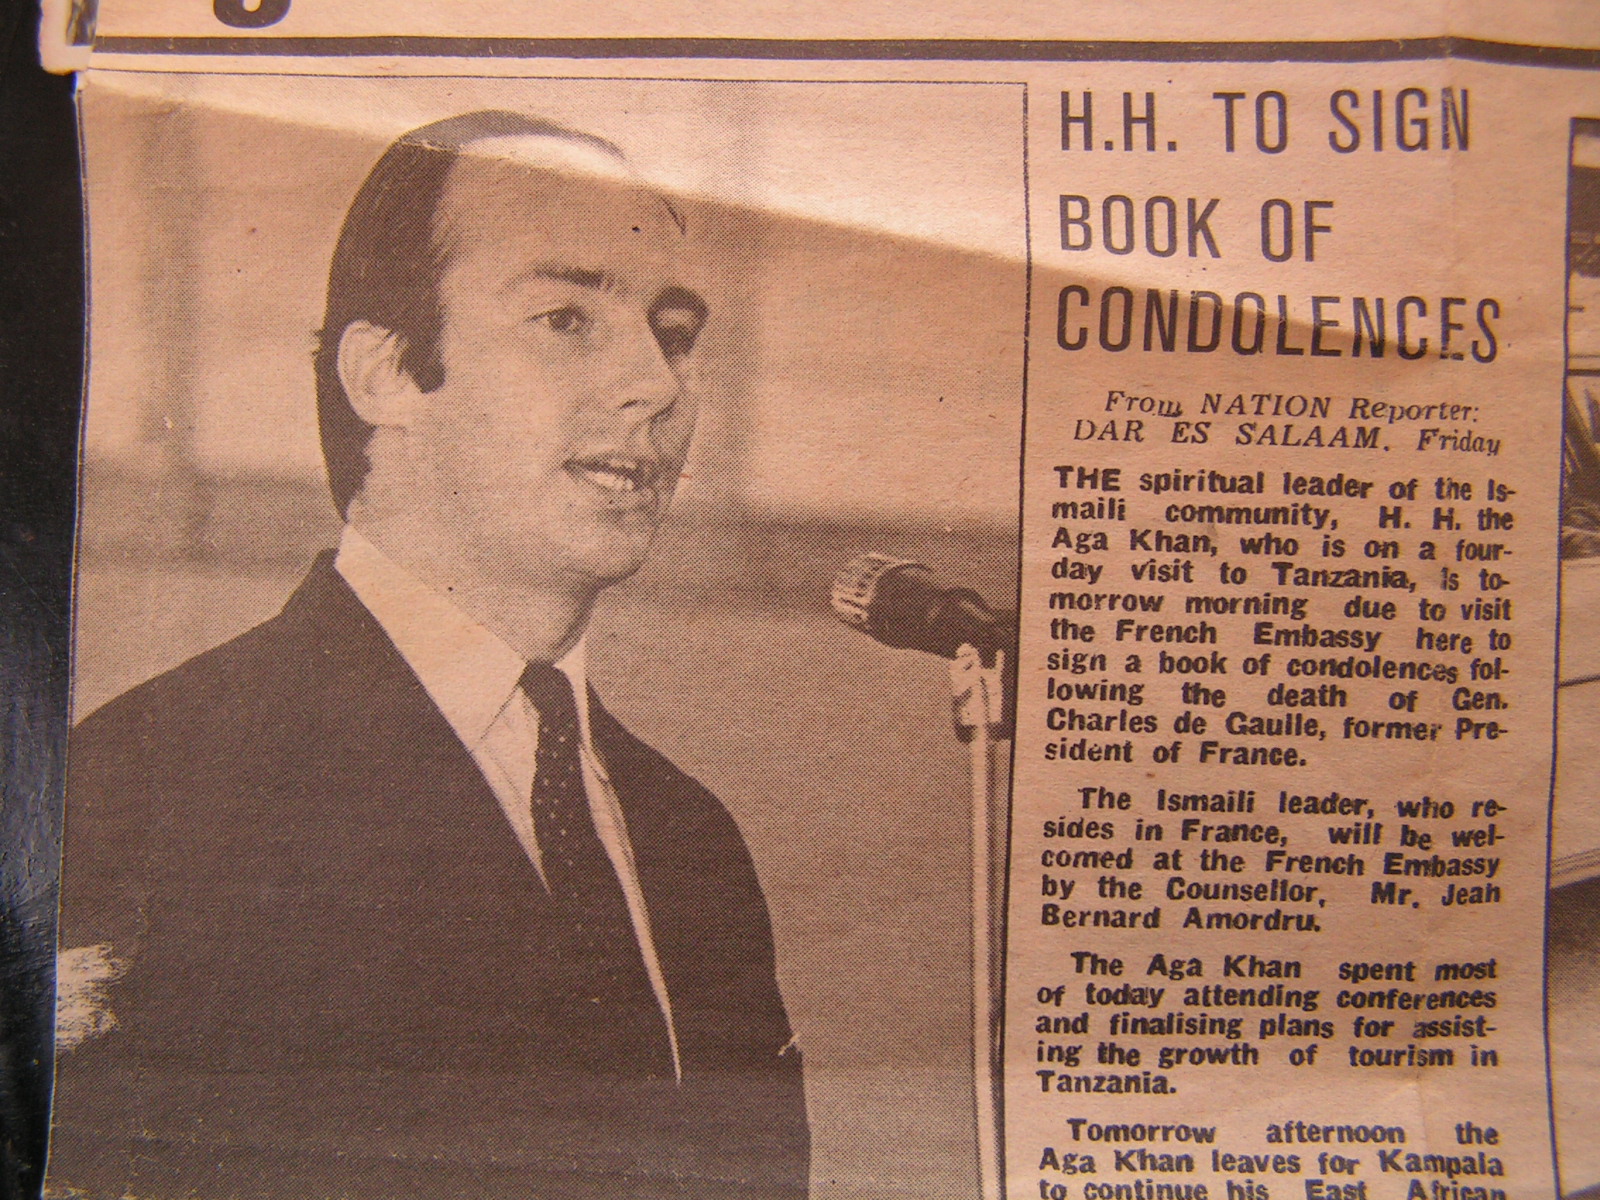 H.H. TO SIGN
BOOK OF
CONDOLENCES
From NATION Reporter:
DAR ES SALAAM. Friday
THE spiritual leader of the Is-
maili community, H. H. the
Aga Khan, who is on a four-
day visit to Tanzania, is to-
morrow morning due to visit
the French Embassy here to
sign a book of condolences fol-
lowing the death of Gen.
Charles de Gaulle, former Pre-
sident of France.
The Ismaili leader, who re-
sides in France, will be wel-
comed at the French Embassy
by the Counsellor, Mr. Jeah
Bernard Amordru.
The Aga Khan spent most
of today attending conferences
and finalising plans for assist-
ing the growth of tourism in
Tanzania.
Tomorrow afternoon the
Aga Khan leaves for Kampala
to continue his East African